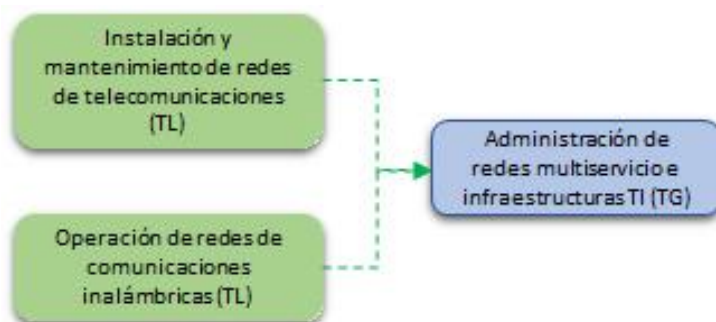 Instalación y
mantenimiento de redes
de telecomunicaciones
(TL)
Administración de
redes multiservicio e
infraestructuras TI (TG)
Operación de redes de
comunicaciones
inalámbricas (TL)